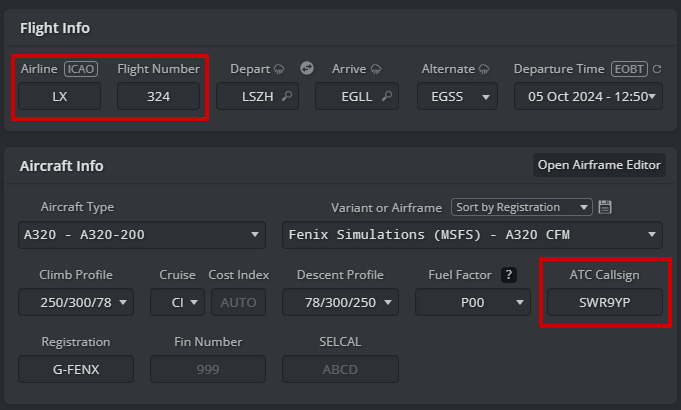 Flight Info
Airline ICAO Flight Number Depart Arrive Alternate Departure Time EOBT
LX 324 LSZH EGLL EGSS 05 Oct 2024 - 12:50
Aircraft Info Open Airframe Editor
Aircraft Type Variant or Airframe Sort by Registration
A320 - A320-200 Fenix Simulations (MSFS) - A320 CFM
Climb Profile Cruise Cost Index Descent Profile Fuel Factor ? ATC Callsign
250/300/78 CI AUTO 78/300/250 P00 SWR9YP
Registration Fin Number SELCAL
G-FENX 999 ABCD